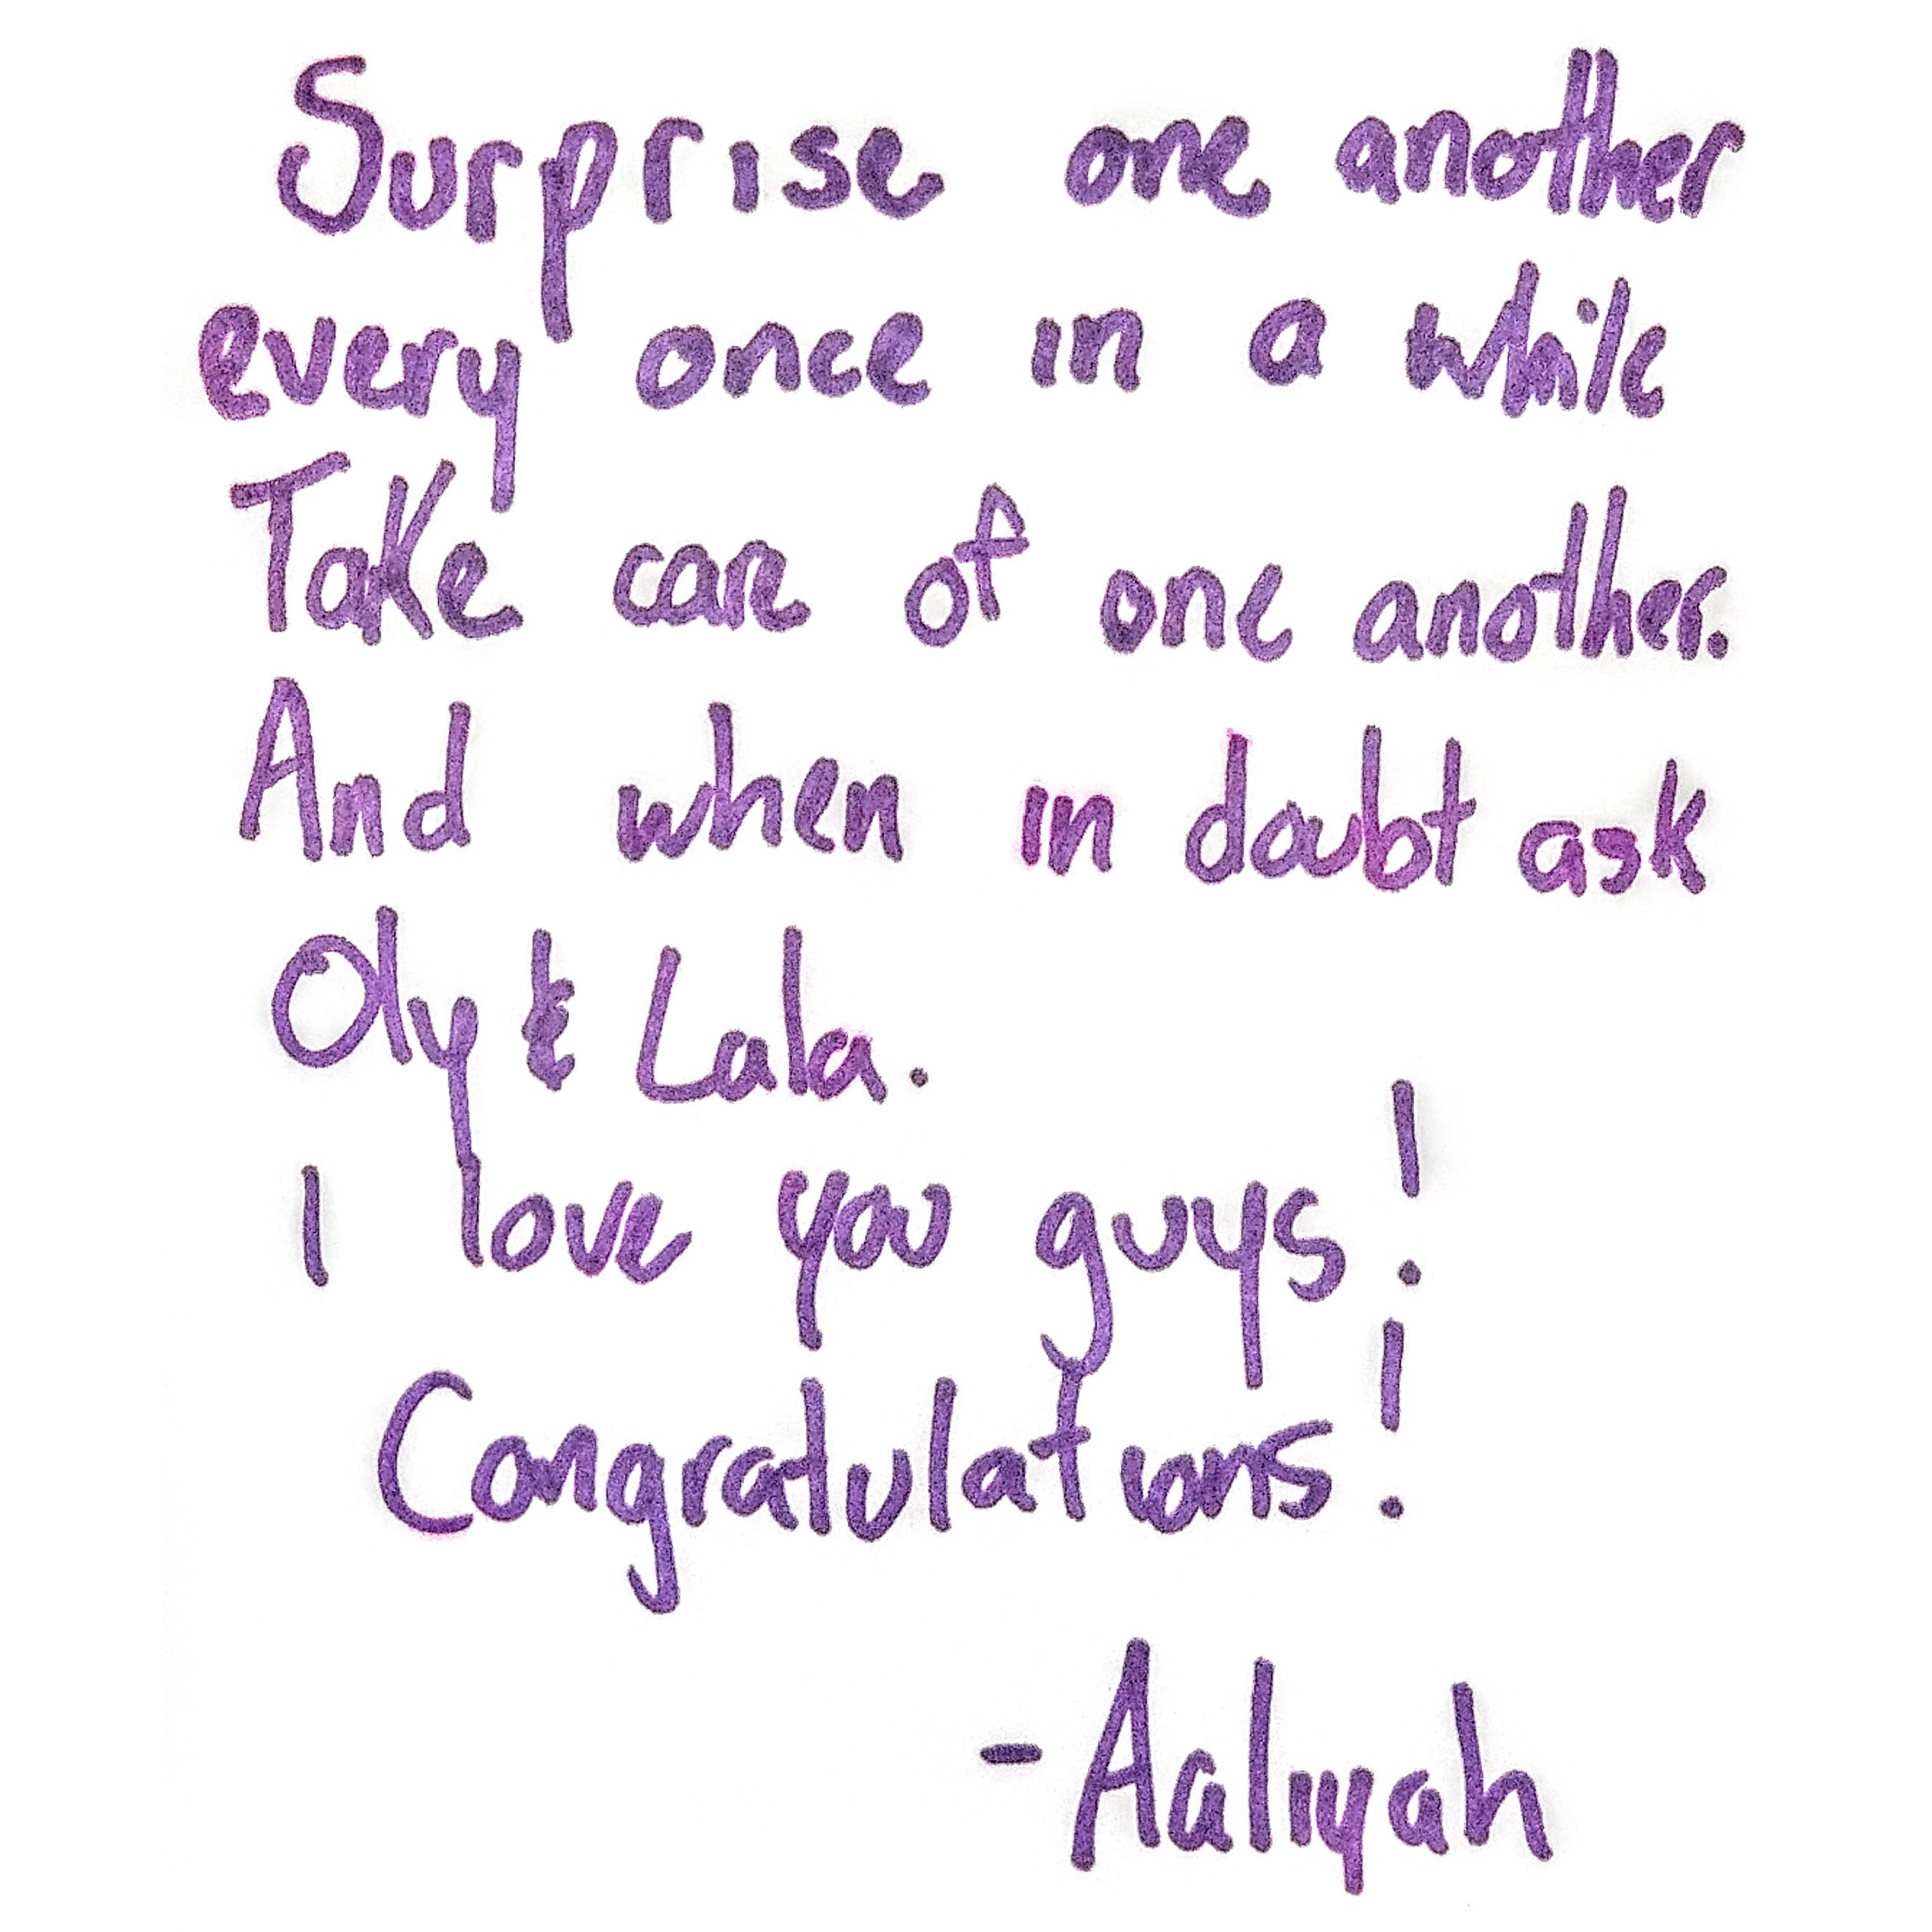 Surprise one another
every once in a while
Take care of one another.
And when in doubt ask
Oly & Lala.
I love you guys!
Congratulations!
-Aaliyah